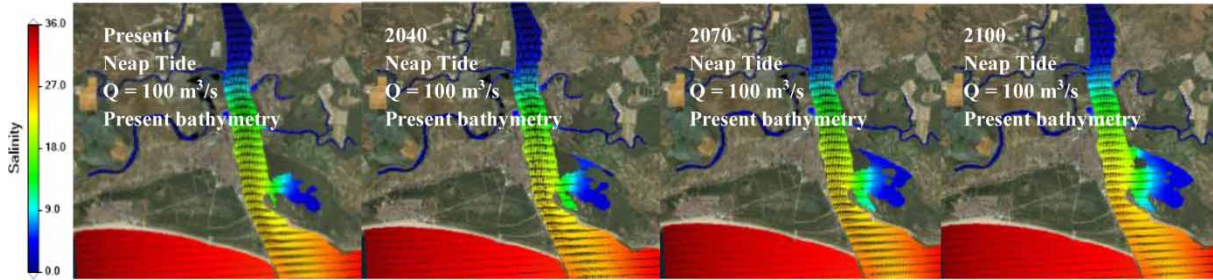 36.0
27.0
18.0
9.0
0.0
Salinity
Present
Neap Tide
Q = 100 m³/s
Present bathymetry
2040
Neap Tide
Q = 100 m³/s
Present bathymetry
2070
Neap Tide
Q = 100 m³/s
Present bathymetry
2100
Neap Tide
Q = 100 m³/s
Present bathymetry